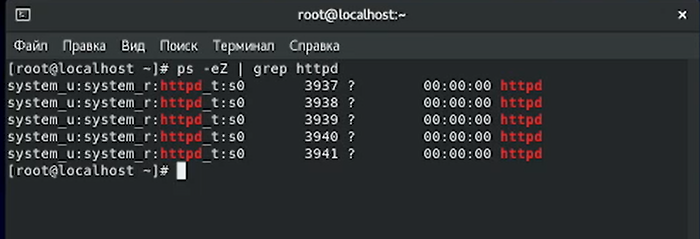 root@localhost:~
Файл Правка Вид Поиск Терминал Справка
[root@localhost ~]# ps -eZ | grep httpd
system_u:system_r:httpd_t:s0 3937 ? 00:00:00 httpd
system_u:system_r:httpd_t:s0 3938 ? 00:00:00 httpd
system_u:system_r:httpd_t:s0 3939 ? 00:00:00 httpd
system_u:system_r:httpd_t:s0 3940 ? 00:00:00 httpd
system_u:system_r:httpd_t:s0 3941 ? 00:00:00 httpd
[root@localhost ~]#